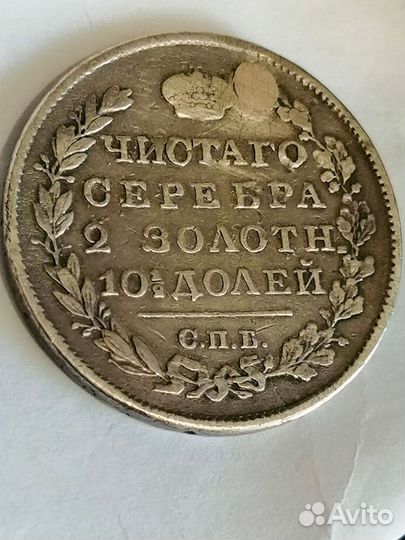 ЧИСТАГО
СЕРЕБРА
2 ЗОЛОТН.
10½ ДОЛЕЙ
С.П.Б.
Avito